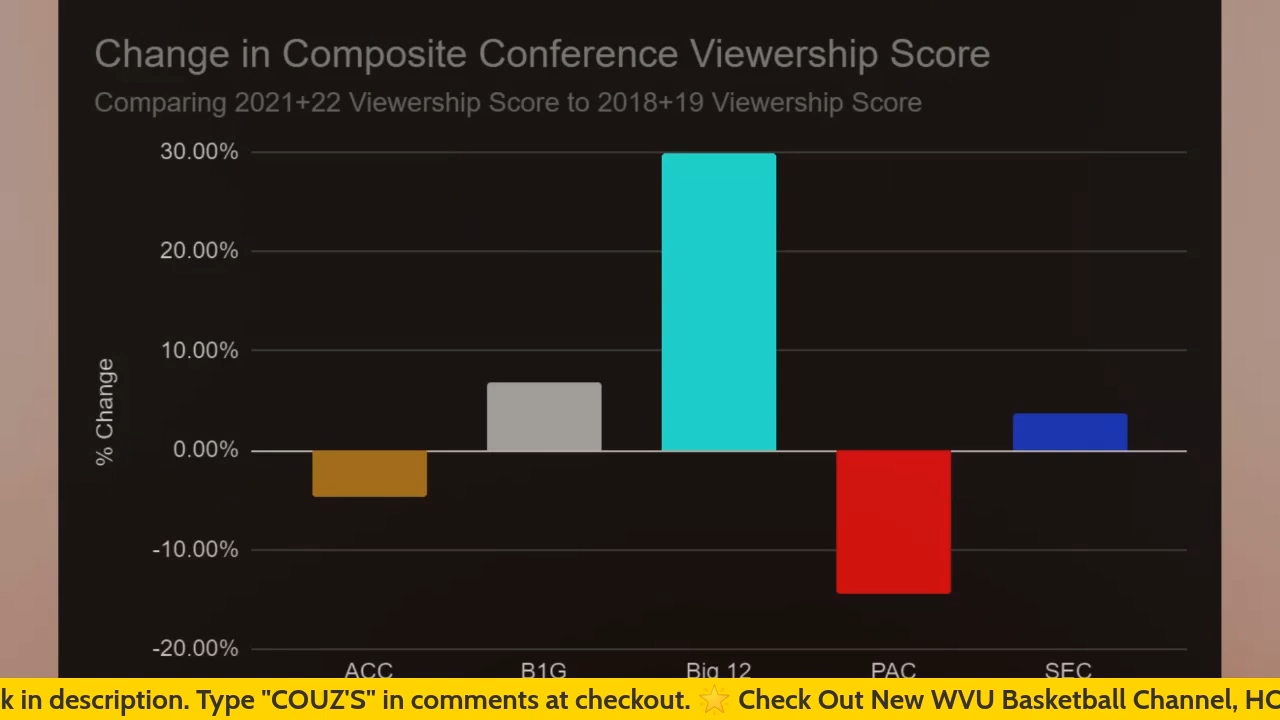 Change in Composite Conference Viewership Score
Comparing 2021+22 Viewership Score to 2018+19 Viewership Score
30.00%
20.00%
10.00%
0.00%
-10.00%
-20.00%
% Change
ACC B1G Big 12 PAC SEC
k in description. Type "COUZ'S" in comments at checkout. 🌟 Check Out New WVU Basketball Channel, HO